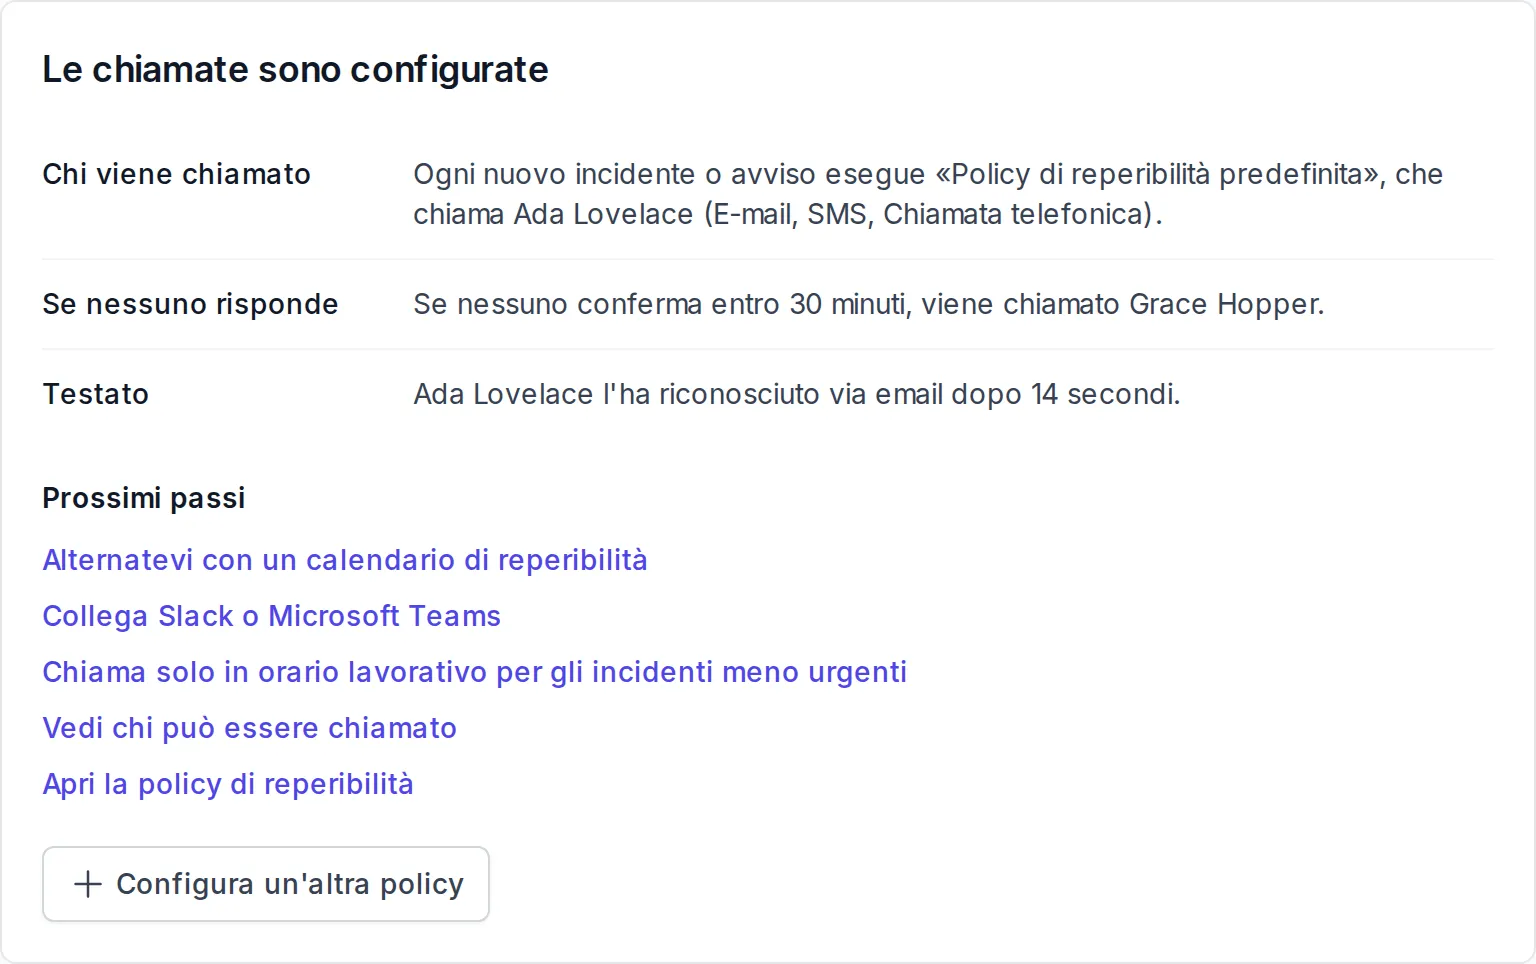 Le chiamate sono configurate
Chi viene chiamato
Ogni nuovo incidente o avviso esegue «Policy di reperibilità predefinita», che
chiama Ada Lovelace (E-mail, SMS, Chiamata telefonica).
Se nessuno risponde
Se nessuno conferma entro 30 minuti, viene chiamato Grace Hopper.
Testato
Ada Lovelace l'ha riconosciuto via email dopo 14 secondi.
Prossimi passi
Alternatevi con un calendario di reperibilità
Collega Slack o Microsoft Teams
Chiama solo in orario lavorativo per gli incidenti meno urgenti
Vedi chi può essere chiamato
Apri la policy di reperibilità
Configura un'altra policy